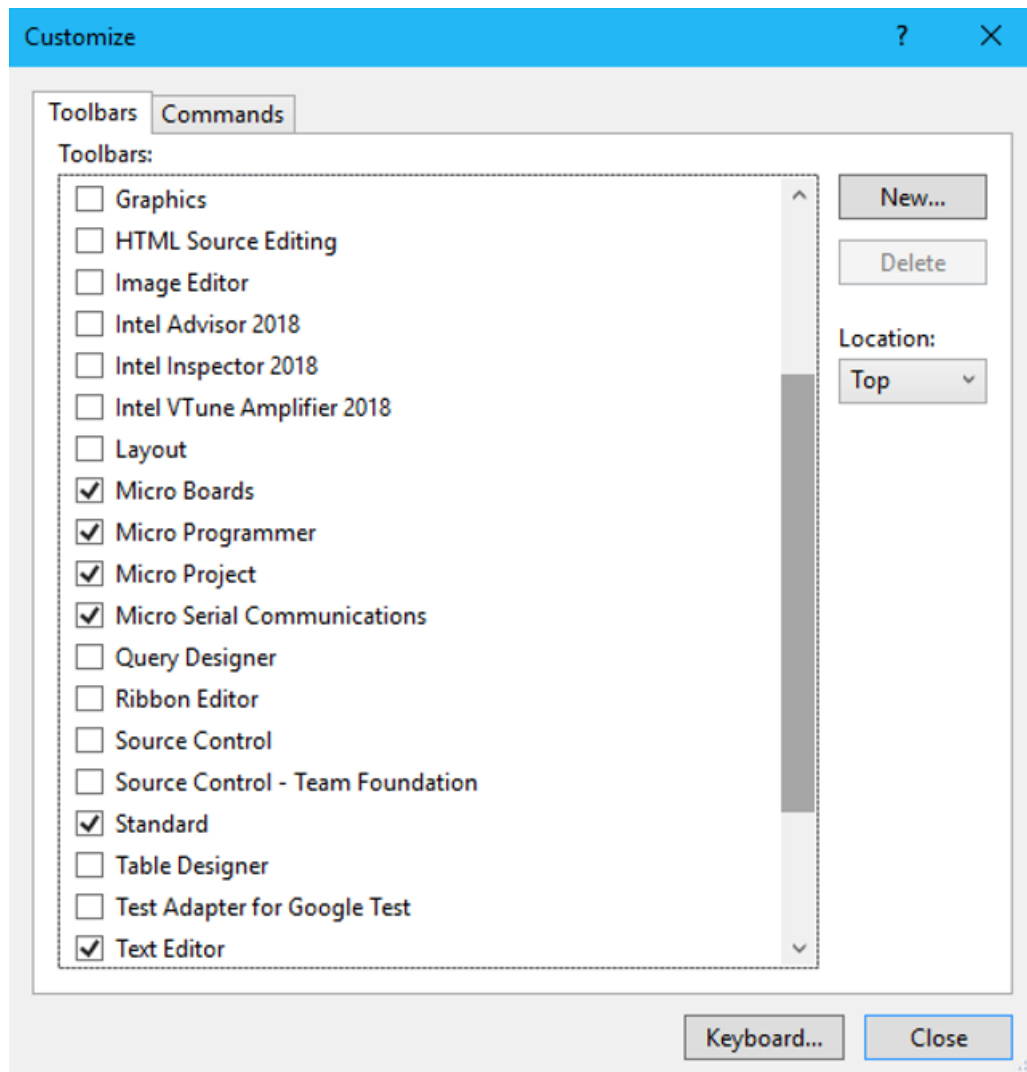 Customize ?
Toolbars Commands
Toolbars:
Graphics
HTML Source Editing
Image Editor
Intel Advisor 2018
Intel Inspector 2018
Intel VTune Amplifier 2018
Layout
Micro Boards
Micro Programmer
Micro Project
Micro Serial Communications
Query Designer
Ribbon Editor
Source Control
Source Control - Team Foundation
Standard
Table Designer
Test Adapter for Google Test
Text Editor
New...
Delete
Location:
Top
Keyboard... Close